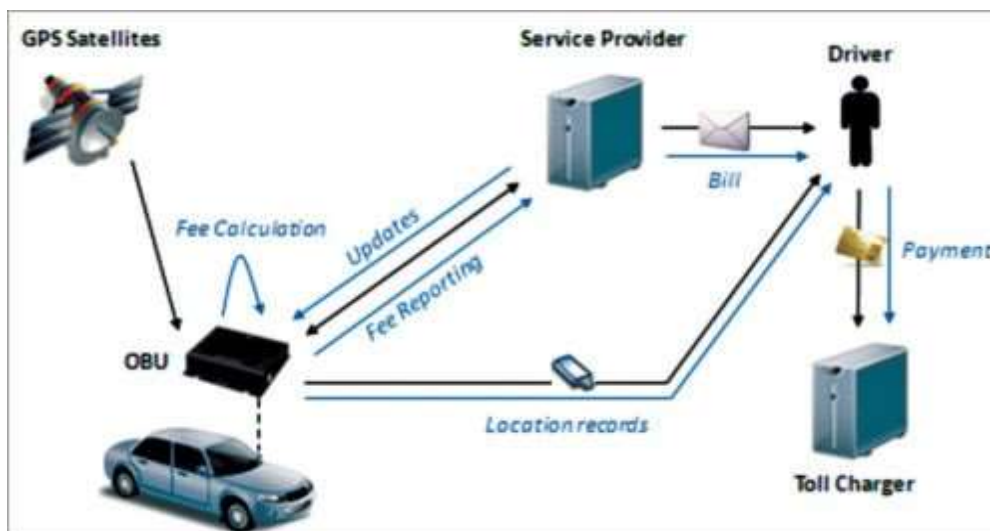 GPS Satellites
Service Provider
Driver
Bill
Fee Calculation
Updates
Payment
Fee Reporting
OBU
Location records
Toll Charger